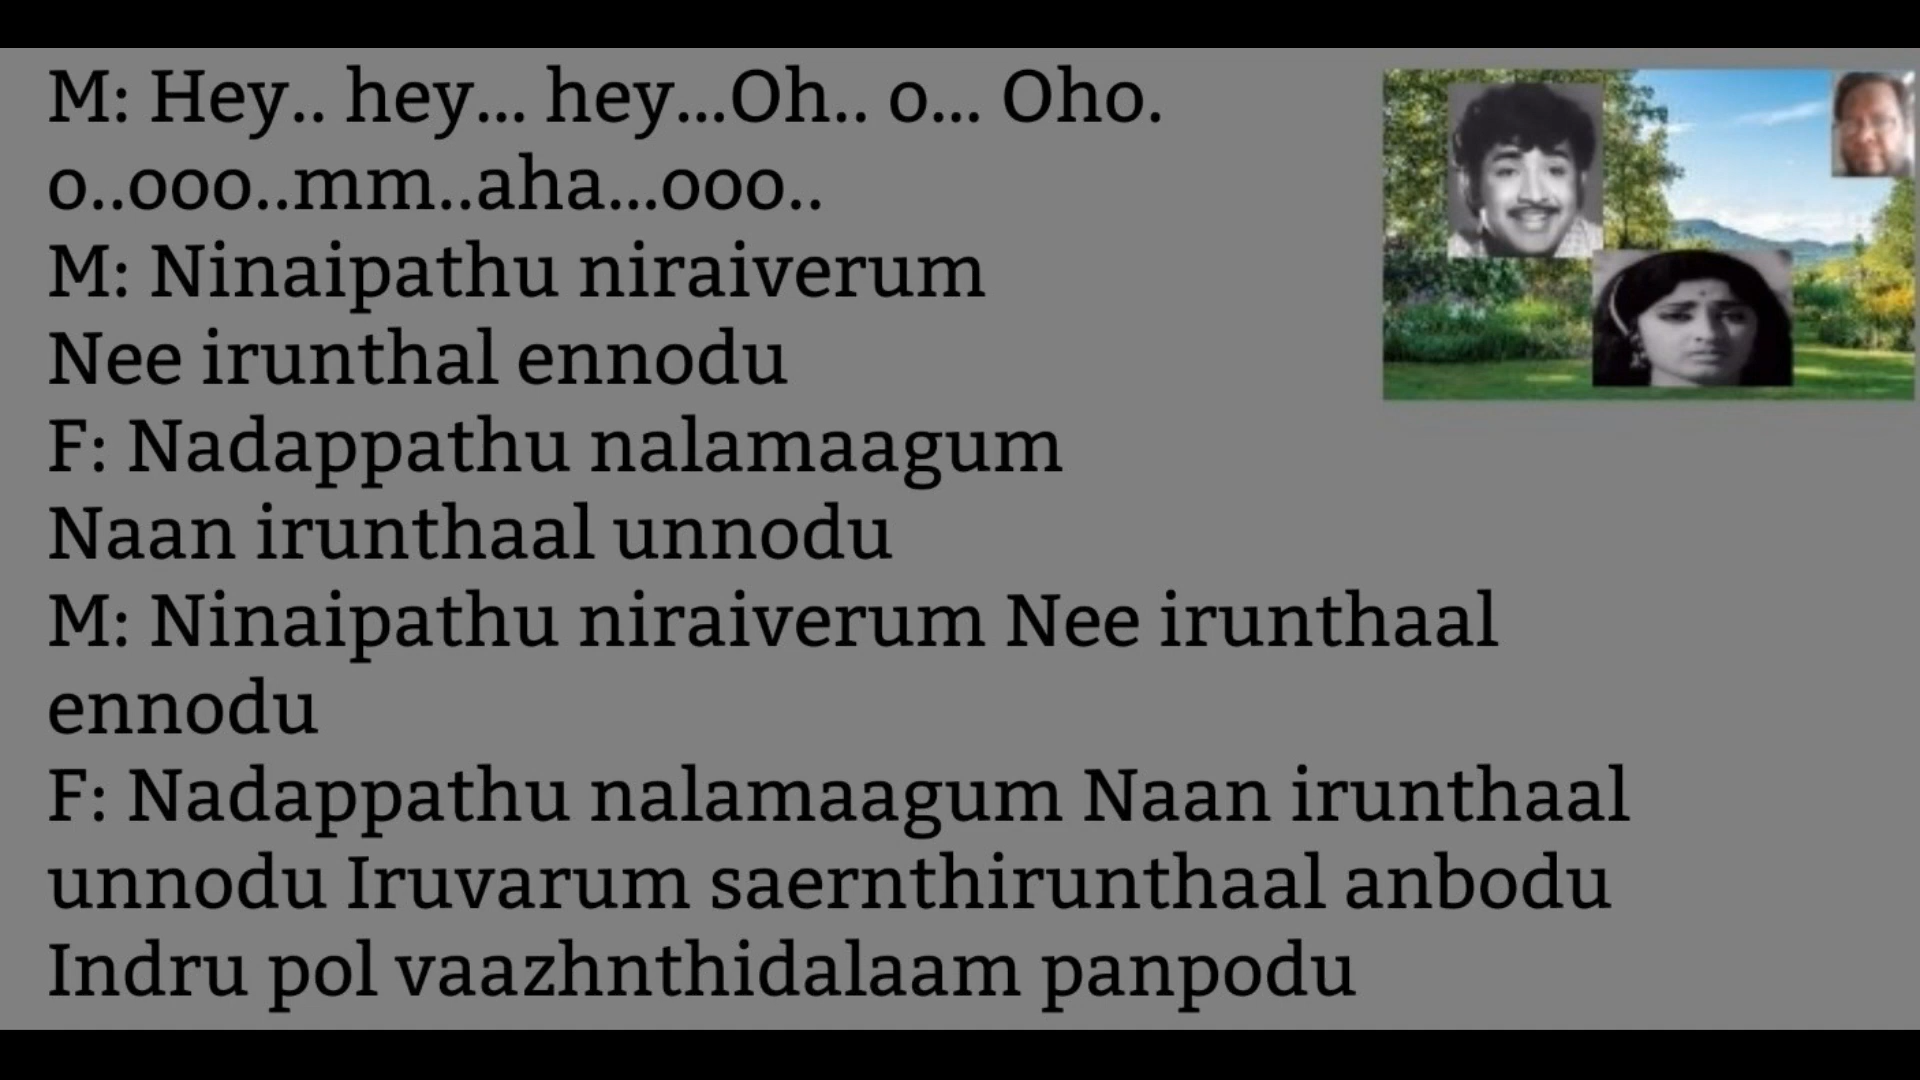 M: Hey.. hey... hey...Oh.. o... Oho.
o..ooo..mm..aha...ooo..
M: Ninaipathu niraiverum
Nee irunthal ennodu
F: Nadappathu nalamaagum
Naan irunthaal unnodu
M: Ninaipathu niraiverum Nee irunthaal
ennodu
F: Nadappathu nalamaagum Naan irunthaal
unnodu Iruvarum saernthirunthaal anbodu
Indru pol vaazhnthidalaam panpodu